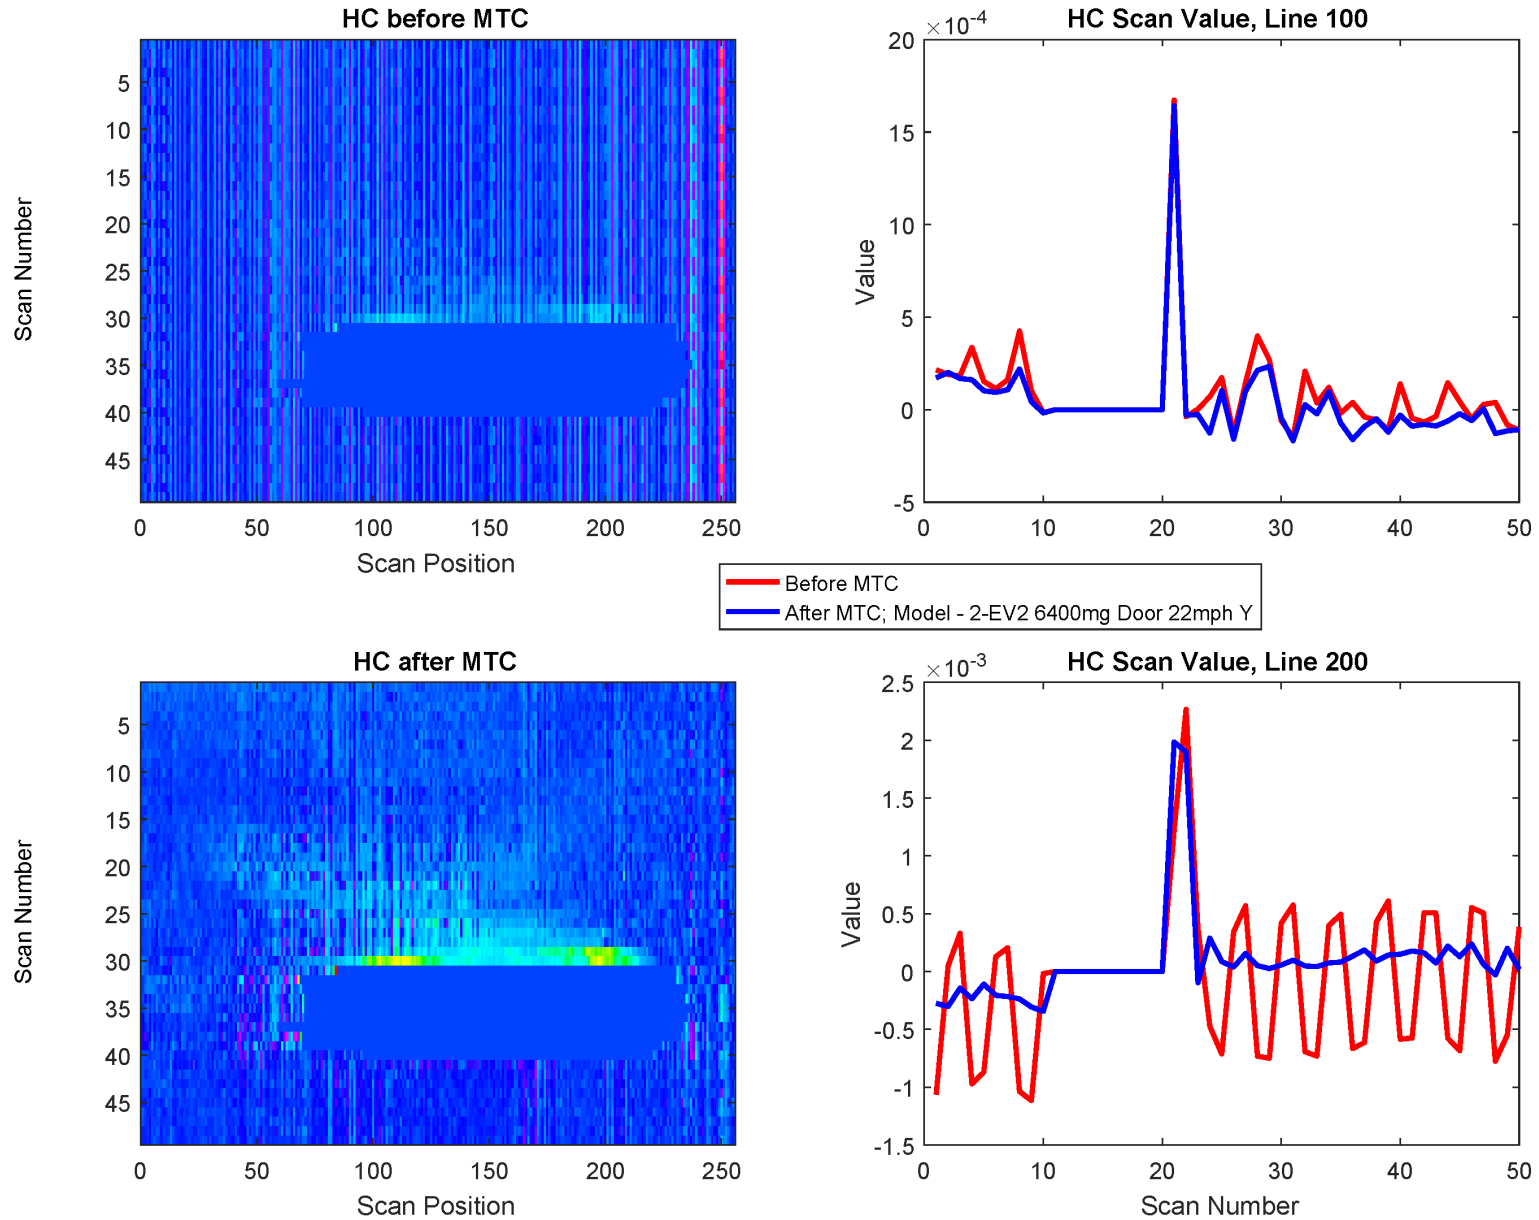 HC before MTC
Scan Number
5
10
15
20
25
30
35
40
45
0 50 100 150 200 250
Scan Position
HC Scan Value, Line 100
×10-4
Value
20
15
10
5
0
-5
0 10 20 30 40 50
Before MTC
After MTC; Model - 2-EV2 6400mg Door 22mph Y
HC after MTC
Scan Number
5
10
15
20
25
30
35
40
45
0 50 100 150 200 250
Scan Position
HC Scan Value, Line 200
×10-3
Value
2.5
2
1.5
1
0.5
0
-0.5
-1
-1.5
0 10 20 30 40 50
Scan Number